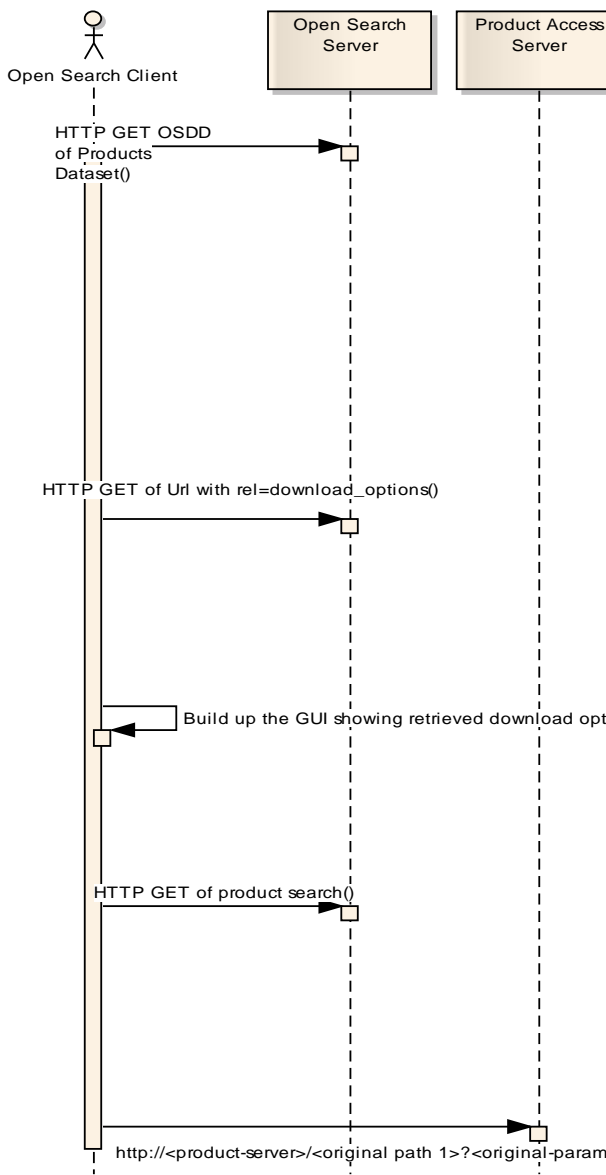 Open Search Client
Open Search
Server
Product Access
Server
HTTP GET OSDD
of Products
Dataset()
HTTP GET of Url with rel=download_options()
Build up the GUI showing retrieved download opt
HTTP GET of product search()
http://<product-server>/<original path 1>?<original-param